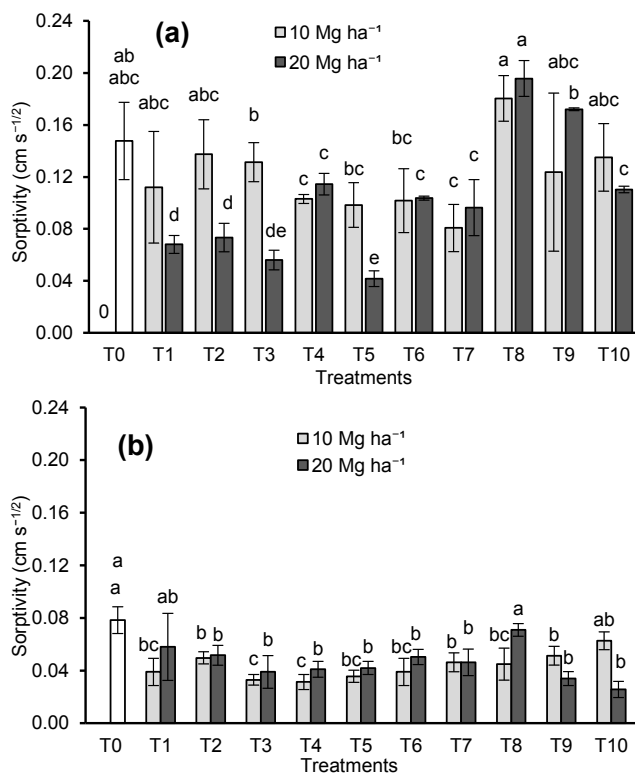 (a)
10 Mg ha⁻¹
20 Mg ha⁻¹
Sorptivity (cm s⁻¹/²)
0.24
0.20
0.16
0.12
0.08
0.04
0.00
0
ab
abc
abc
d
abc
d
b
de
c
c
bc
e
bc
c
c
c
a
a
abc
b
abc
c
T0 T1 T2 T3 T4 T5 T6 T7 T8 T9 T10
Treatments
(b)
10 Mg ha⁻¹
20 Mg ha⁻¹
Sorptivity (cm s⁻¹/²)
0.24
0.20
0.16
0.12
0.08
0.04
0.00
a
a
bc
ab
b
b
c
b
c
b
bc
b
bc
b
b
b
bc
a
b
b
ab
b
T0 T1 T2 T3 T4 T5 T6 T7 T8 T9 T10
Treatments